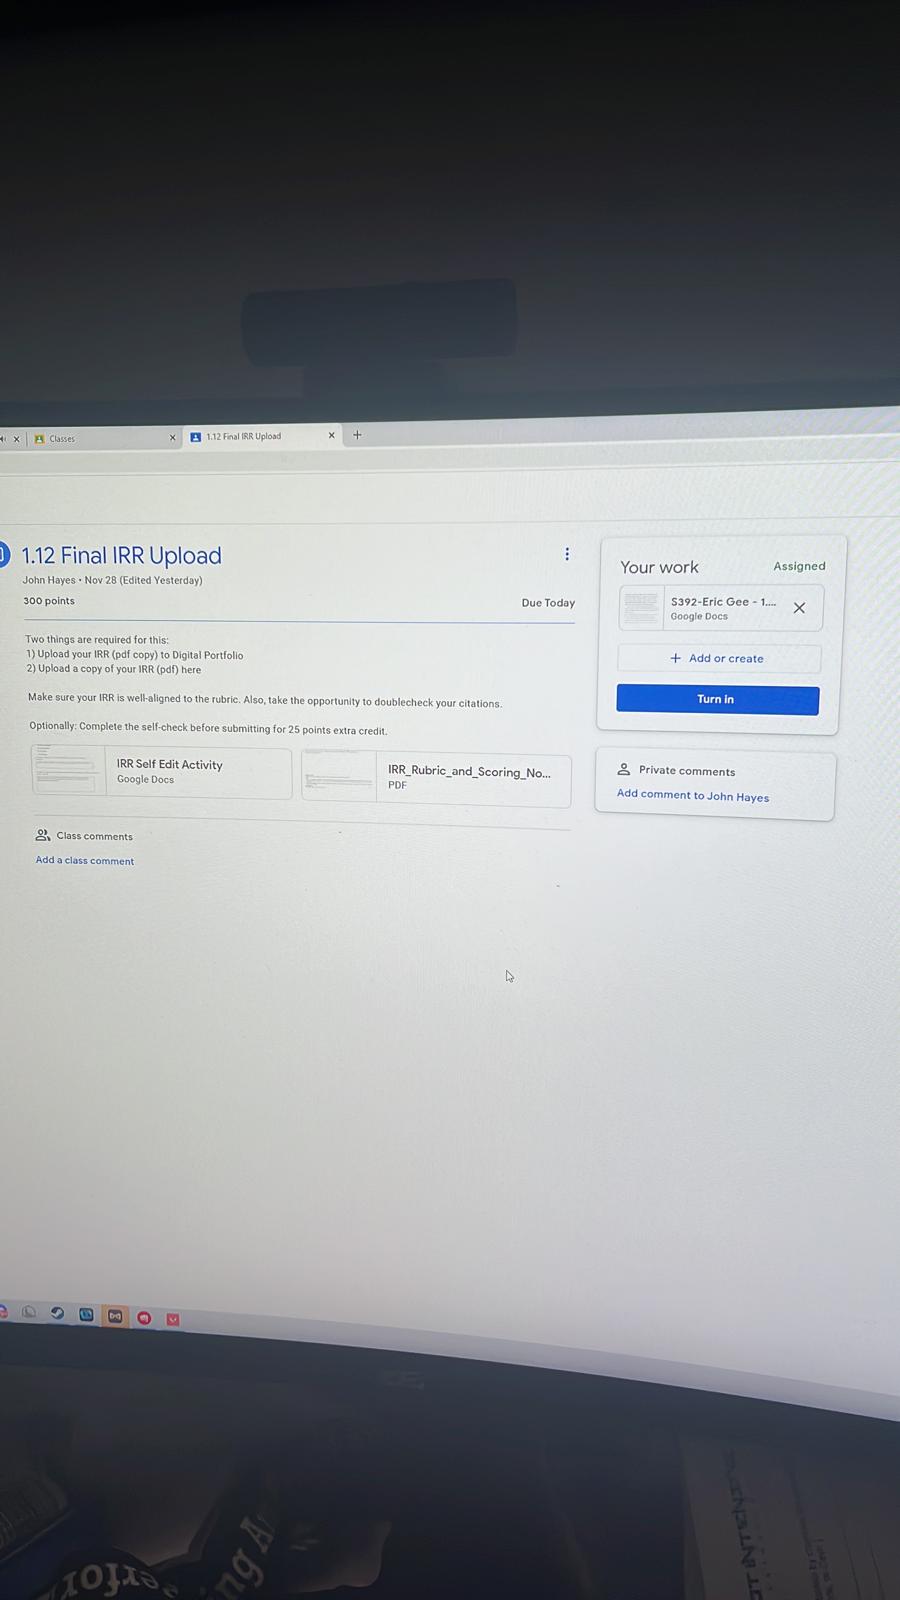 Classes
1.12 Final IRR Upload
1.12 Final IRR Upload
John Hayes • Nov 28 (Edited Yesterday)
300 points
Due Today
Two things are required for this:
1) Upload your IRR (pdf copy) to Digital Portfolio
2) Upload a copy of your IRR (pdf) here
Make sure your IRR is well-aligned to the rubric. Also, take the opportunity to doublecheck your citations.
Optionally: Complete the self-check before submitting for 25 points extra credit.
IRR Self Edit Activity
Google Docs
IRR_Rubric_and_Scoring_No...
PDF
Class comments
Add a class comment
Your work
Assigned
S392-Eric Gee - 1....
Google Docs
+ Add or create
Turn in
Private comments
Add comment to John Hayes